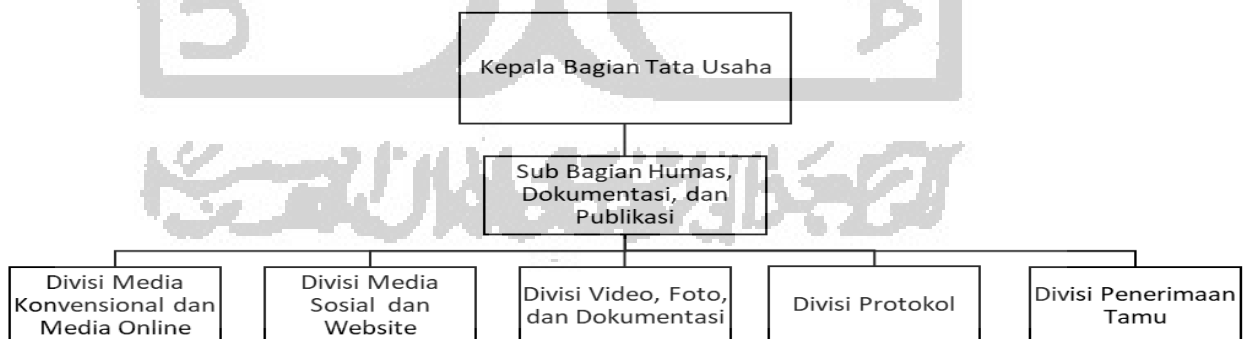 Kepala Bagian Tata Usaha
Sub Bagian Humas,
Dokumentasi, dan
Publikasi
Divisi Media
Konvensional dan
Media Online
Divisi Media
Sosial dan
Website
Divisi Video, Foto,
dan Dokumentasi
Divisi Protokol
Divisi Penerimaan
Tamu